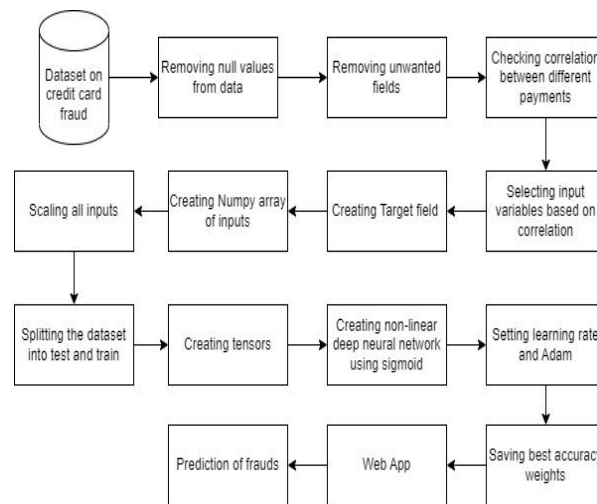 Dataset on
credit card
fraud
Removing null values
from data
Removing unwanted
fields
Checking correlation
between different
payments
Selecting input
variables based on
correlation
Creating Target field
Creating Numpy array
of inputs
Scaling all inputs
Splitting the dataset
into test and train
Creating tensors
Creating non-linear
deep neural network
using sigmoid
Setting learning rate
and Adam
Saving best accuracy
weights
Web App
Prediction of frauds